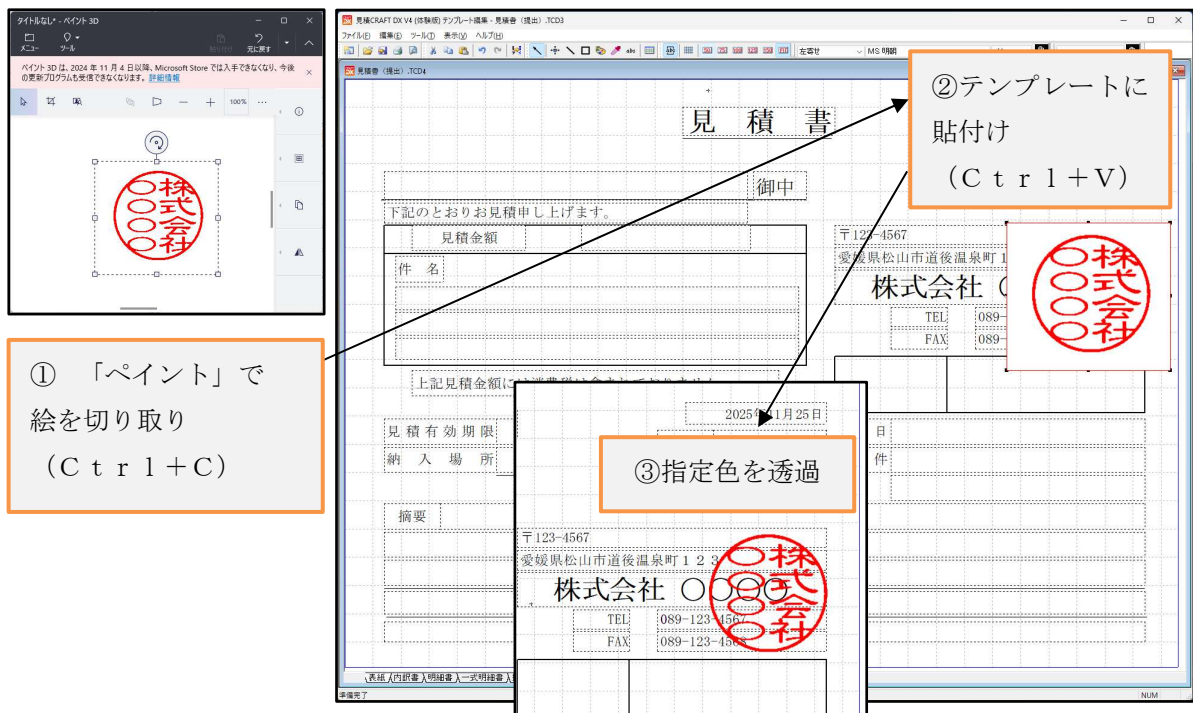 タイトルなし* - ペイント 3D
メニュー
ツール
貼り付け
元に戻す
ペイント 3D は、2024 年 11 月 4 日以降、Microsoft Store では入手できなくなり、今後
の更新プログラムも受信できなくなります。詳細情報
100%
株式会社
〇〇〇〇
① 「ペイント」で
絵を切り取り
(Ctrl+C)
見積CRAFT DX V4 (体験版) テンプレート編集 - 見積書 (提出) .TCD3
ファイル(F) 編集(E) ツール(T) 表示(V) ヘルプ(H)
左寄せ
MS 明朝
見積書 (提出) .TCD4
②テンプレートに
貼付け
(Ctrl+V)
見 積 書
御中
下記のとおりお見積申し上げます。
見積金額
件 名
〒123-4567
愛媛県松山市道後温泉町1
株式会社
TEL 089-
FAX 089-
株式会社
〇〇〇〇
上記見積金額に
見積有効期限
納 入 場 所
日
件
摘要
2025年11月25日
③指定色を透過
〒123-4567
愛媛県松山市道後温泉町123
株式会社 〇〇〇〇
TEL 089-123-4567
FAX 089-123-4568
株式会社
〇〇〇〇
表紙 内訳書 明細書 一式明細書
準備完了
NUM